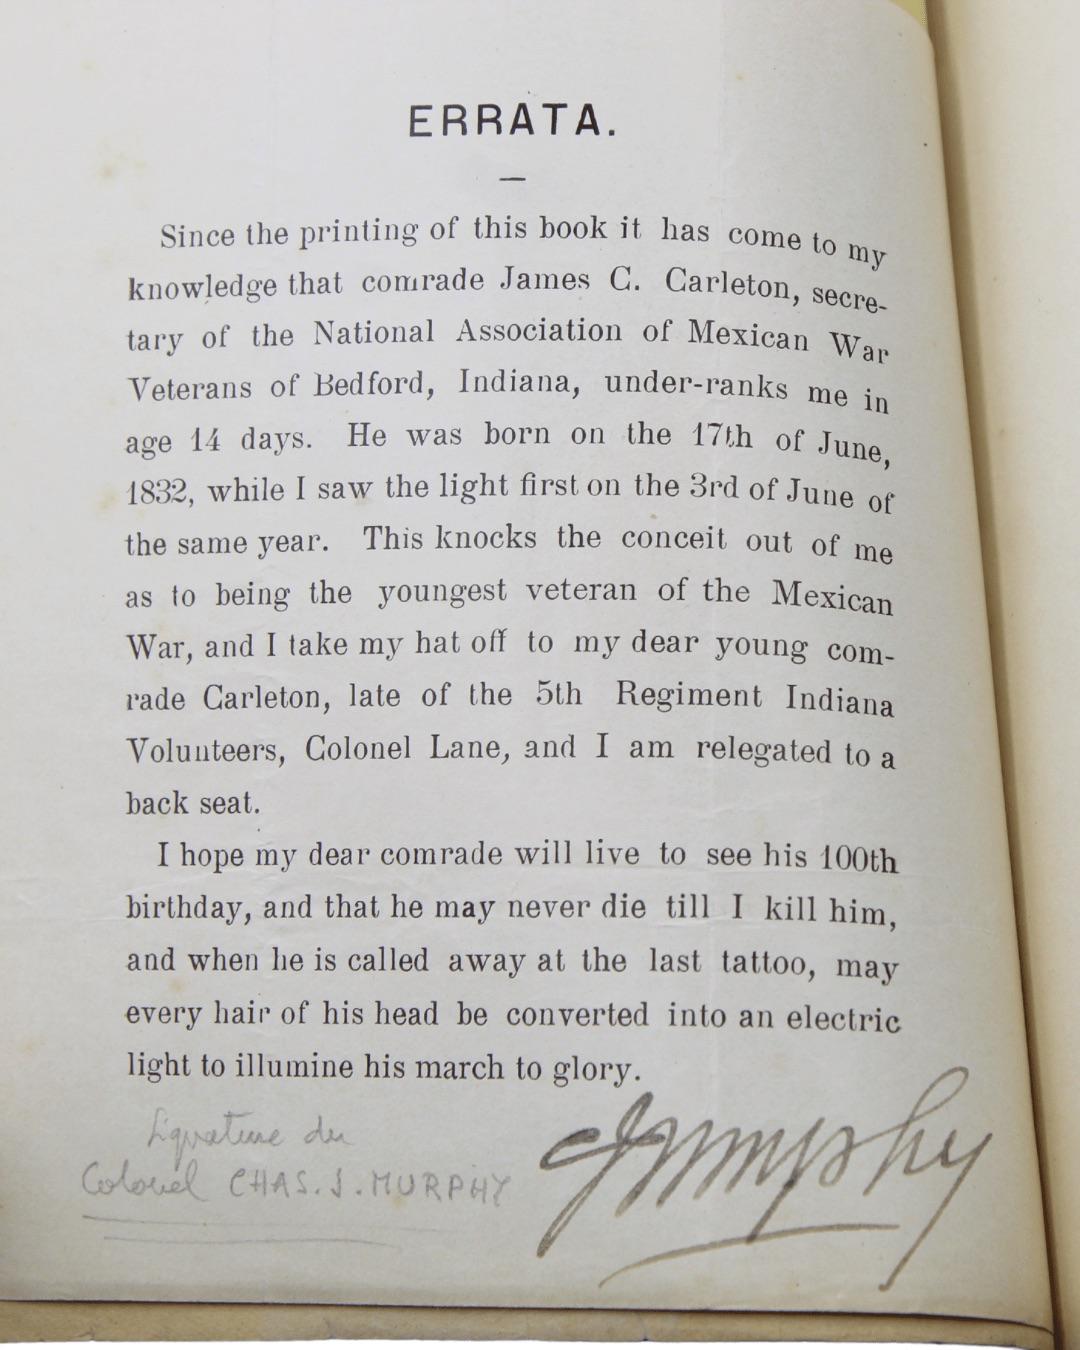 ERRATA.
Since the printing of this book it has come to my
knowledge that comrade James C. Carleton, secre-
tary of the National Association of Mexican War
Veterans of Bedford, Indiana, under-ranks me in
age 14 days. He was born on the 17th of June,
1832, while I saw the light first on the 3rd of June of
the same year. This knocks the conceit out of me
as to being the youngest veteran of the Mexican
War, and I take my hat off to my dear young com-
rade Carleton, late of the 5th Regiment Indiana
Volunteers, Colonel Lane, and I am relegated to a
back seat.
I hope my dear comrade will live to see his 100th
birthday, and that he may never die till I kill him,
and when he is called away at the last tattoo, may
every hair of his head be converted into an electric
light to illumine his march to glory.
Signature du
Colonel CHAS. J. MURPHY
CJMurphy